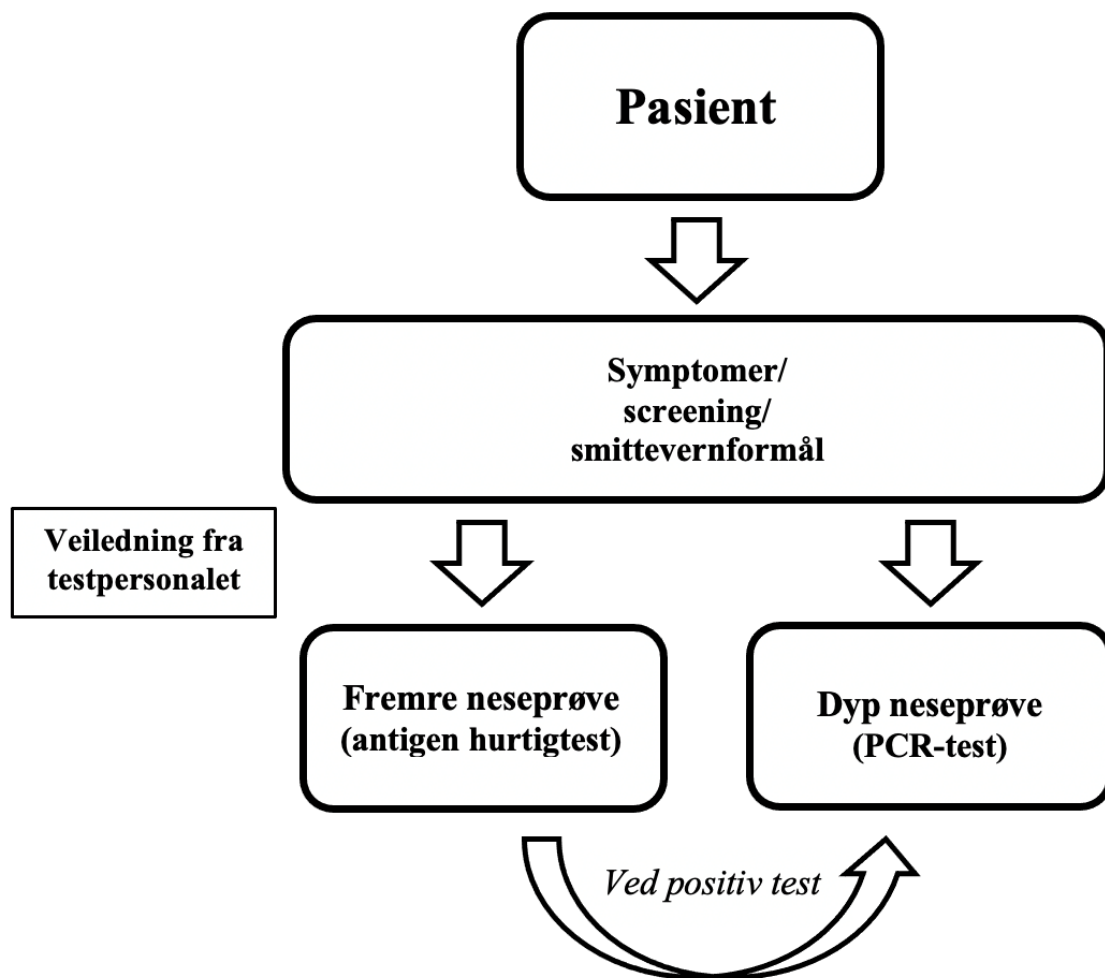 Pasient
Symptomer/
screening/
smittevernformål
Veiledning fra
testpersonalet
Fremre neseprøve
(antigen hurtigtest)
Dyp neseprøve
(PCR-test)
Ved positiv test